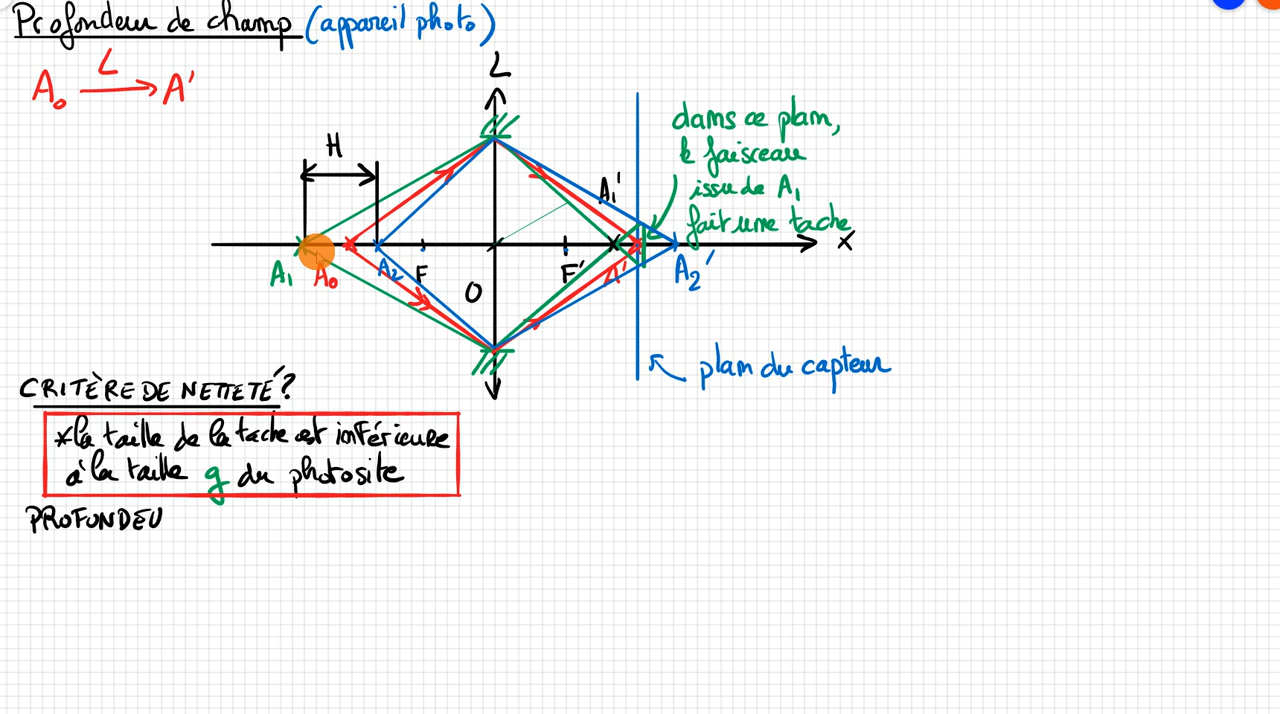 Profondeur de champ (appareil photo)
A₀ L→ A'
L
H
dans ce plan,
le faisceau
issu de A₁
fait une tache
A₁'
x
A₁ A₀ A₂ F O F' A' A₂'
plan du capteur
CRITÈRE DE NETTETÉ ?
*la taille de la tache est inférieure
à la taille g du photosite
PROFONDEU